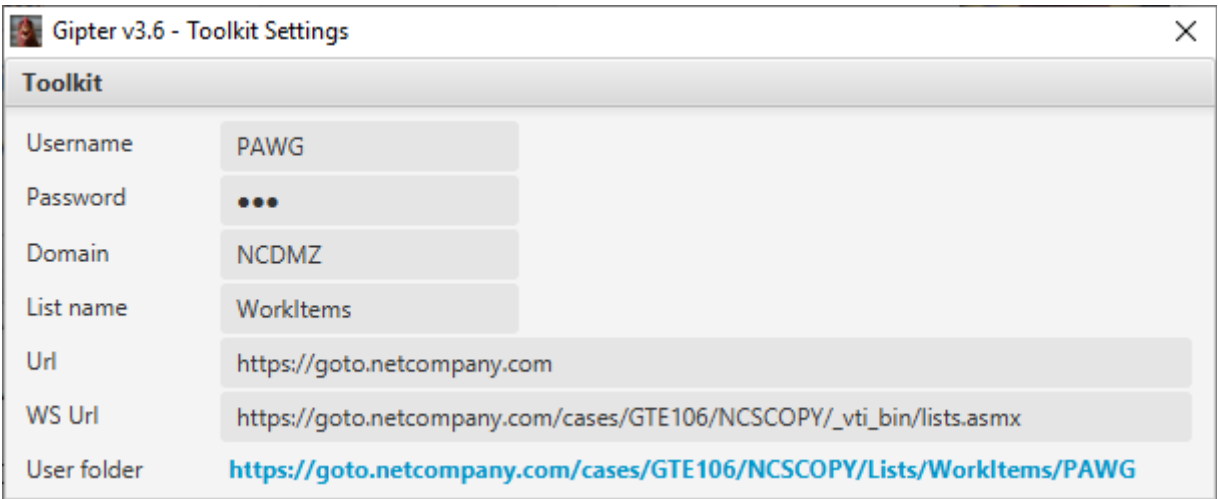 Gipter v3.6 - Toolkit Settings
Toolkit
Username PAWG
Password •••
Domain NCDMZ
List name WorkItems
Url https://goto.netcompany.com
WS Url https://goto.netcompany.com/cases/GTE106/NCSCOPY/_vti_bin/lists.asmx
User folder https://goto.netcompany.com/cases/GTE106/NCSCOPY/Lists/WorkItems/PAWG